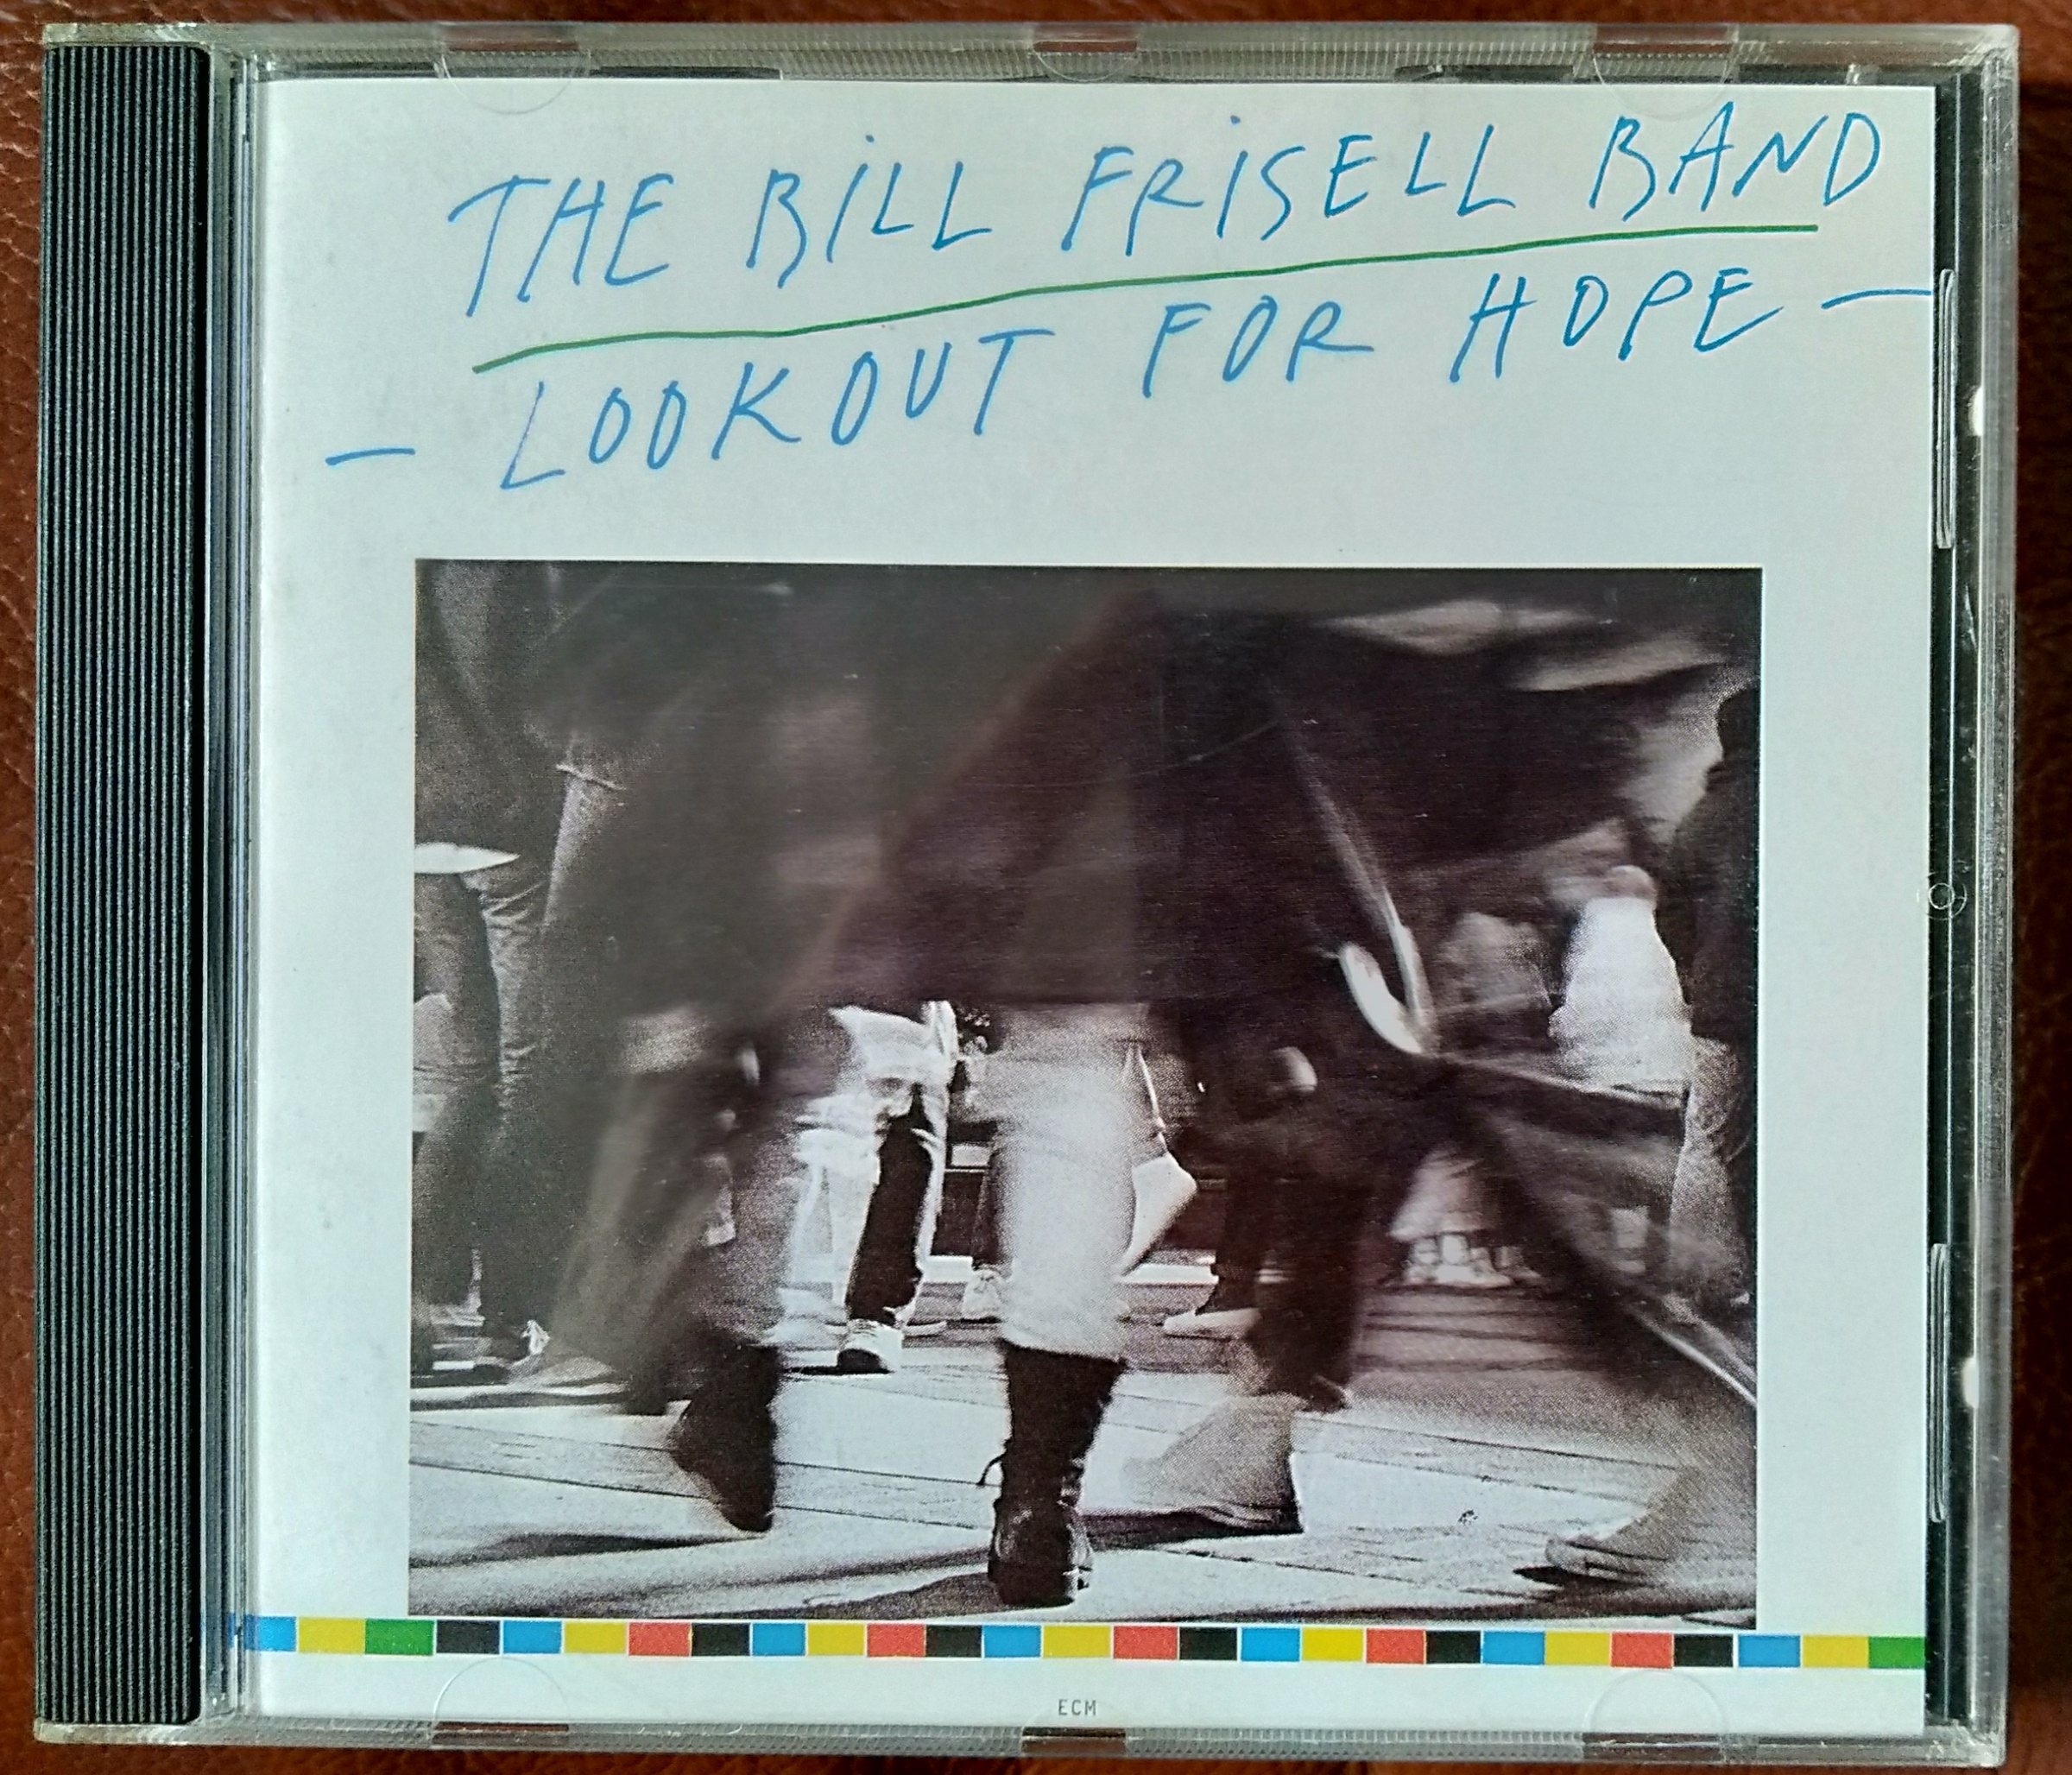 THE BiLL FRiSELL BAND
– LOOKOUT FOR HOPE –
ECM